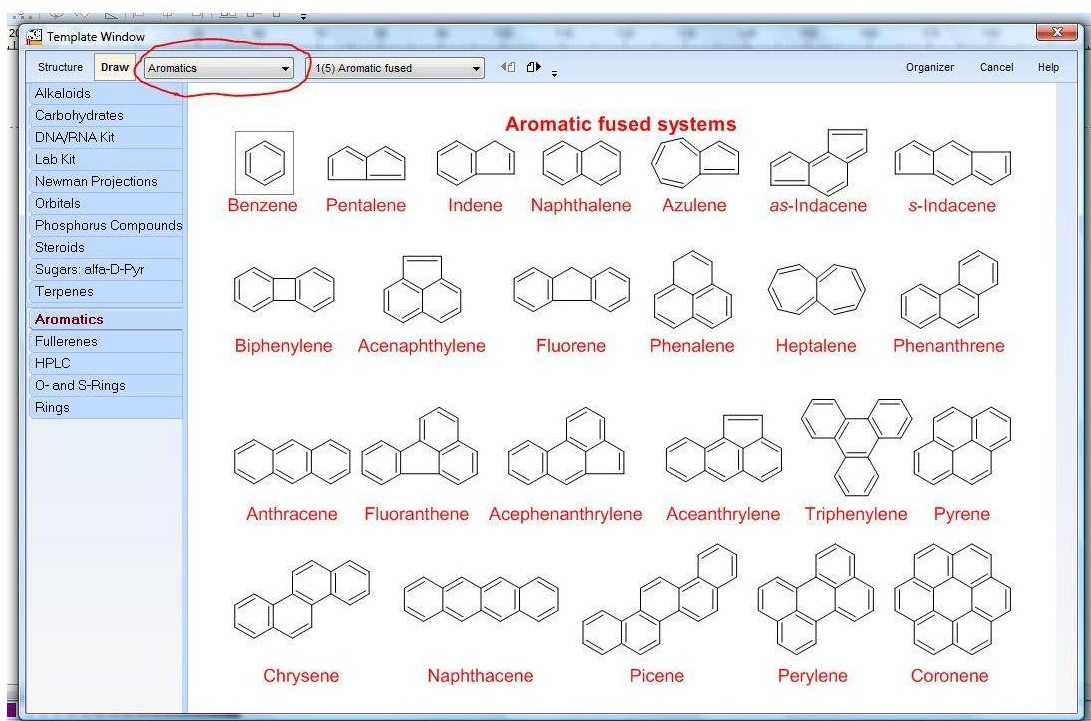 Template Window
Structure Draw Aromatics 1(5) Aromatic fused Organizer Cancel Help
Alkaloids
Carbohydrates
DNA/RNA Kit
Lab Kit
Newman Projections
Orbitals
Phosphorus Compounds
Steroids
Sugars: alfa-D-Pyr
Terpenes
Aromatics
Fullerenes
HPLC
O- and S-Rings
Rings
Aromatic fused systems
Benzene Pentalene Indene Naphthalene Azulene as-Indacene s-Indacene
Biphenylene Acenaphthylene Fluorene Phenalene Heptalene Phenanthrene
Anthracene Fluoranthene Acephenanthrylene Aceanthrylene Triphenylene Pyrene
Chrysene Naphthacene Picene Perylene Coronene